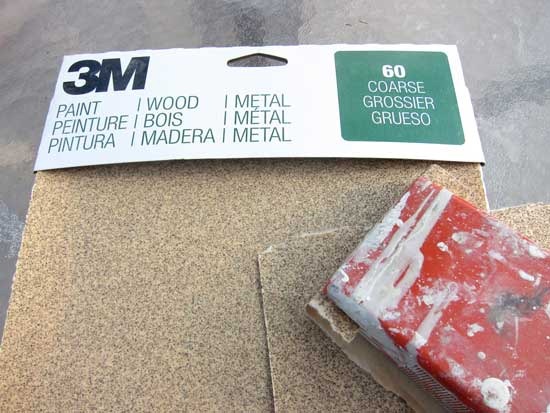 3M
PAINT | WOOD | METAL
PEINTURE | BOIS | MÉTAL
PINTURA | MADERA | METAL
60
COARSE
GROSSIER
GRUESO